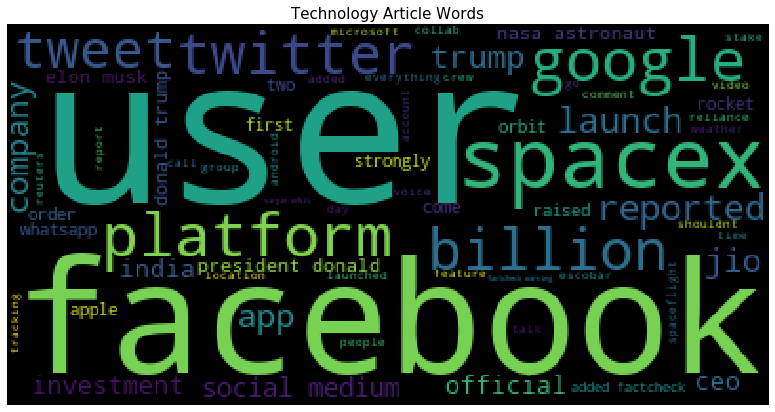 Technology Article Words
microsoft
collab
nasa astronaut
stake
tweet
twitter
trump
google
elon musk
two
added
everything
crew
go
video
company
donald trump
user
account
comment
rocket
reliance
weather
first
orbit
launch
report
android
strongly
spacex
reuters
call
group
voice
order
whatsapp
day
come
raised
reported
shouldnt
time
platform
billion
india
president donald
location
launched
feature
escobar
jio
spaceflight
facebook
tracking
apple
app
people
talk
investment
social medium
official
added factcheck
ceo